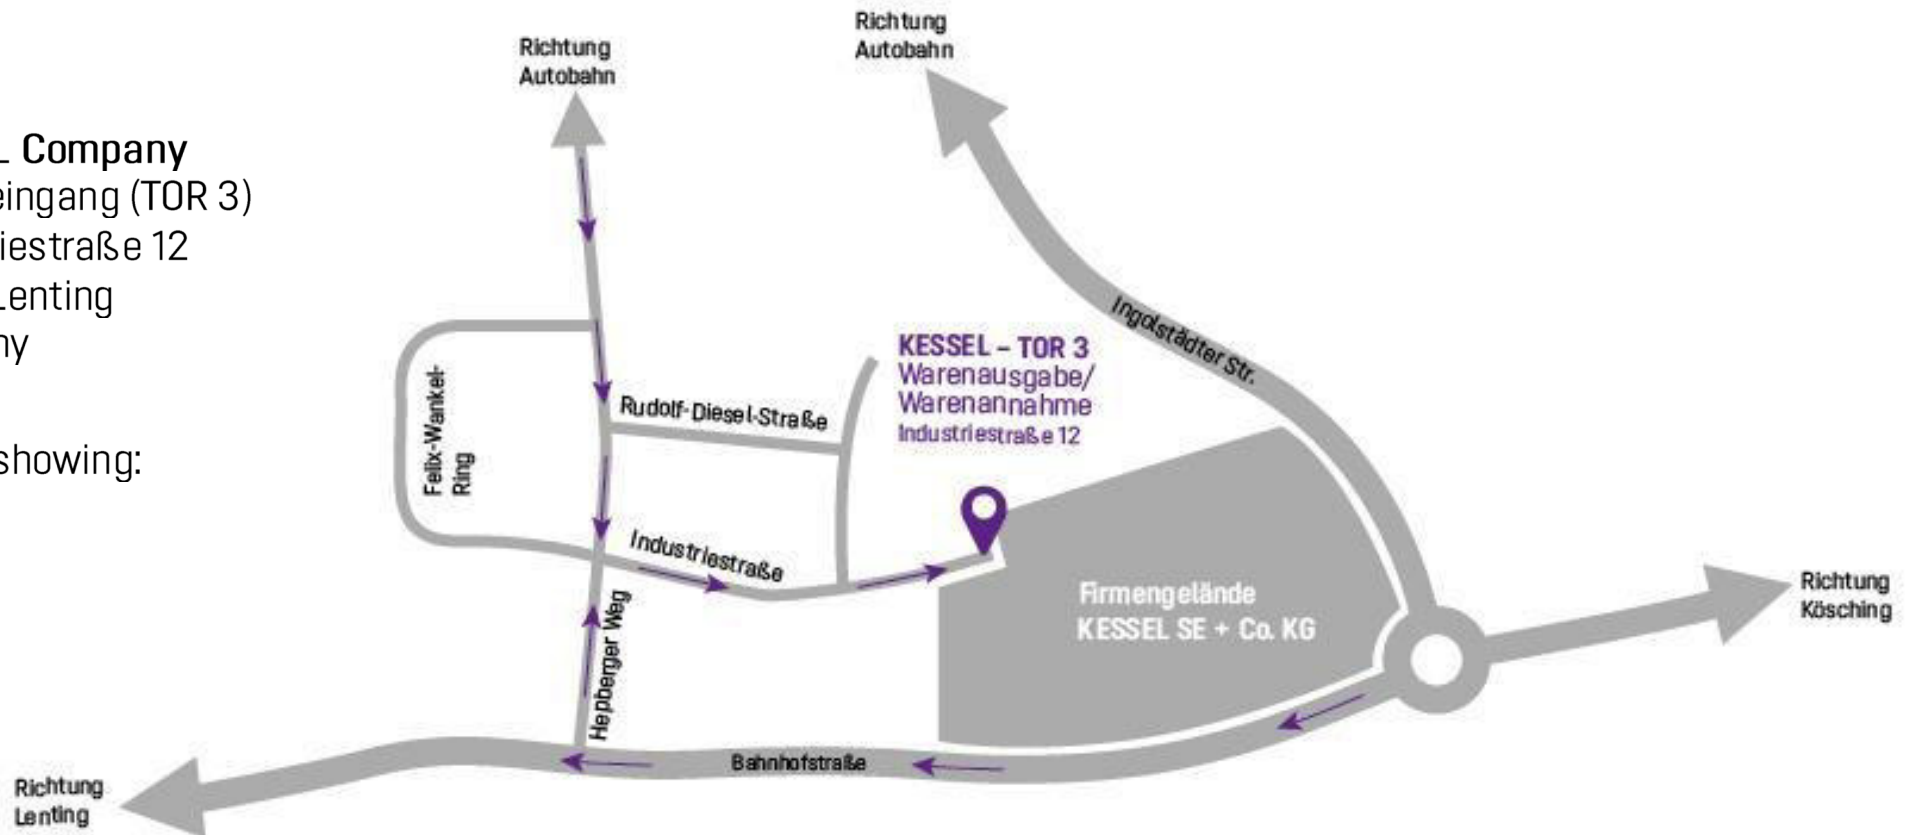 L Company
eingang (TOR 3)
iestraße 12
Lenting
ny
showing:
Richtung
Autobahn
Richtung
Autobahn
Ingolstädter Str.
KESSEL – TOR 3
Warenausgabe/
Warenannahme
Industriestraße 12
Rudolf-Diesel-Straße
Felix-Wankel-
Ring
Industriestraße
Hepberger Weg
Firmengelände
KESSEL SE + Co. KG
Richtung
Kösching
Bahnhofstraße
Richtung
Lenting